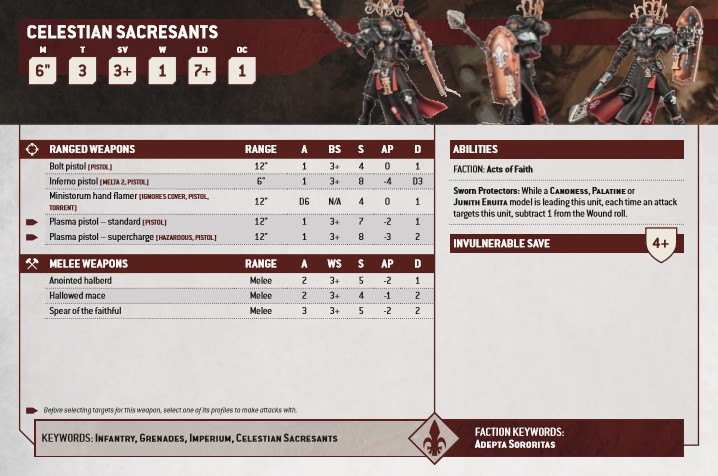 CELESTIAN SACRESANTS
M T SV W LD OC
6" 3 3+ 1 7+ 1
RANGED WEAPONS RANGE A BS S AP D
Bolt pistol [PISTOL] 12" 1 3+ 4 0 1
Inferno pistol [MELTA 2, PISTOL] 6" 1 3+ 8 -4 D3
Ministorum hand flamer [IGNORES COVER, PISTOL,
TORRENT] 12" D6 N/A 4 0 1
Plasma pistol – standard [PISTOL] 12" 1 3+ 7 -2 1
Plasma pistol – supercharge [HAZARDOUS, PISTOL] 12" 1 3+ 8 -3 2
MELEE WEAPONS RANGE A WS S AP D
Anointed halberd Melee 2 3+ 5 -2 1
Hallowed mace Melee 2 3+ 4 -1 2
Spear of the faithful Melee 3 3+ 5 -2 2
Before selecting targets for this weapon, select one of its profiles to make attacks with.
ABILITIES
FACTION: Acts of Faith
Sworn Protectors: While a CANONESS, PALATINE or
JUNITH ERUITA model is leading this unit, each time an attack
targets this unit, subtract 1 from the Wound roll.
INVULNERABLE SAVE 4+
KEYWORDS: INFANTRY, GRENADES, IMPERIUM, CELESTIAN SACRESANTS
FACTION KEYWORDS:
ADEPTA SORORITAS